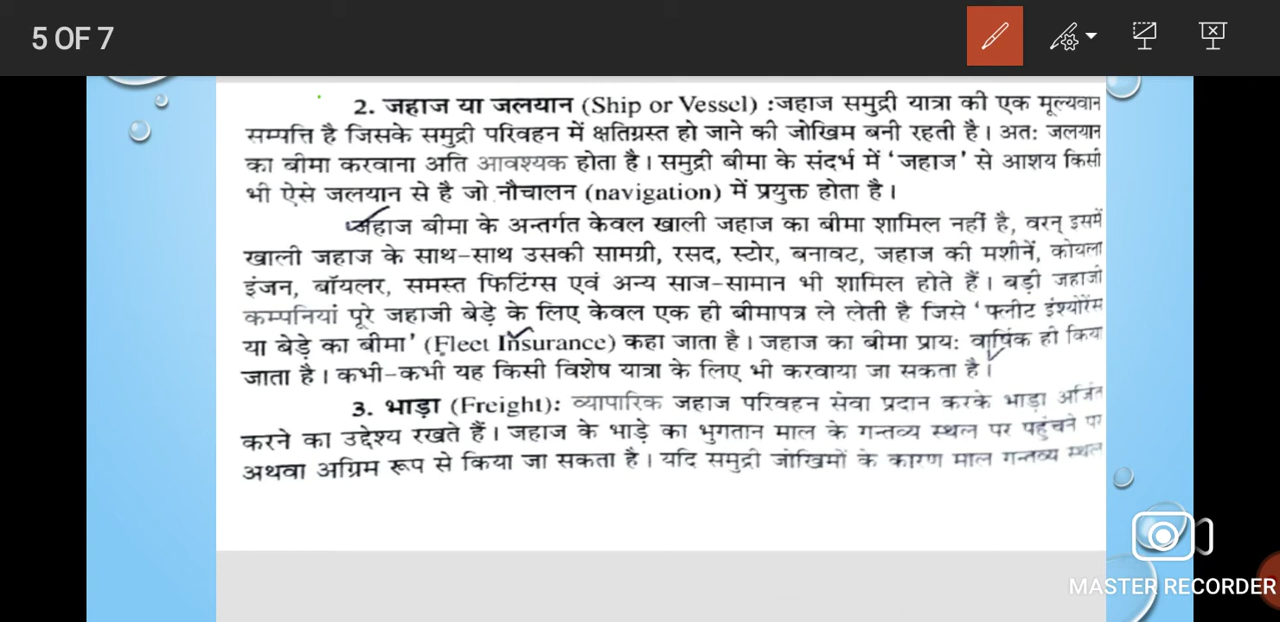 5 OF 7
2. जहाज या जलयान (Ship or Vessel) :जहाज समुद्री यात्रा की एक मूल्यवान
सम्पत्ति है जिसके समुद्री परिवहन में क्षतिग्रस्त हो जाने की जोखिम बनी रहती है। अत: जलयान
का बीमा करवाना अति आवश्यक होता है। समुद्री बीमा के संदर्भ में ‘जहाज’ से आशय किसी
भी ऐसे जलयान से है जो नौचालन (navigation) में प्रयुक्त होता है।
जहाज बीमा के अन्तर्गत केवल खाली जहाज का बीमा शामिल नहीं है, वरन् इसमें
खाली जहाज के साथ-साथ उसकी सामग्री, रसद, स्टोर, बनावट, जहाज की मशीनें, कोयला
इंजन, बॉयलर, समस्त फिटिंग्स एवं अन्य साज-सामान भी शामिल होते हैं। बड़ी जहाजी
कम्पनियां पूरे जहाजी बेड़े के लिए केवल एक ही बीमापत्र ले लेती है जिसे ‘फ्लीट इंश्योरेंस
या बेड़े का बीमा’ (Fleet Insurance) कहा जाता है। जहाज का बीमा प्राय: वार्षिक ही किया
जाता है। कभी-कभी यह किसी विशेष यात्रा के लिए भी करवाया जा सकता है।
3. भाड़ा (Freight): व्यापारिक जहाज परिवहन सेवा प्रदान करके भाड़ा अर्जित
करने का उद्देश्य रखते हैं। जहाज के भाड़े का भुगतान माल के गन्तव्य स्थल पर पहुंचने पर
अथवा अग्रिम रूप से किया जा सकता है। यदि समुद्री जोखिमों के कारण माल गन्तव्य स्थल
MASTER RECORDER